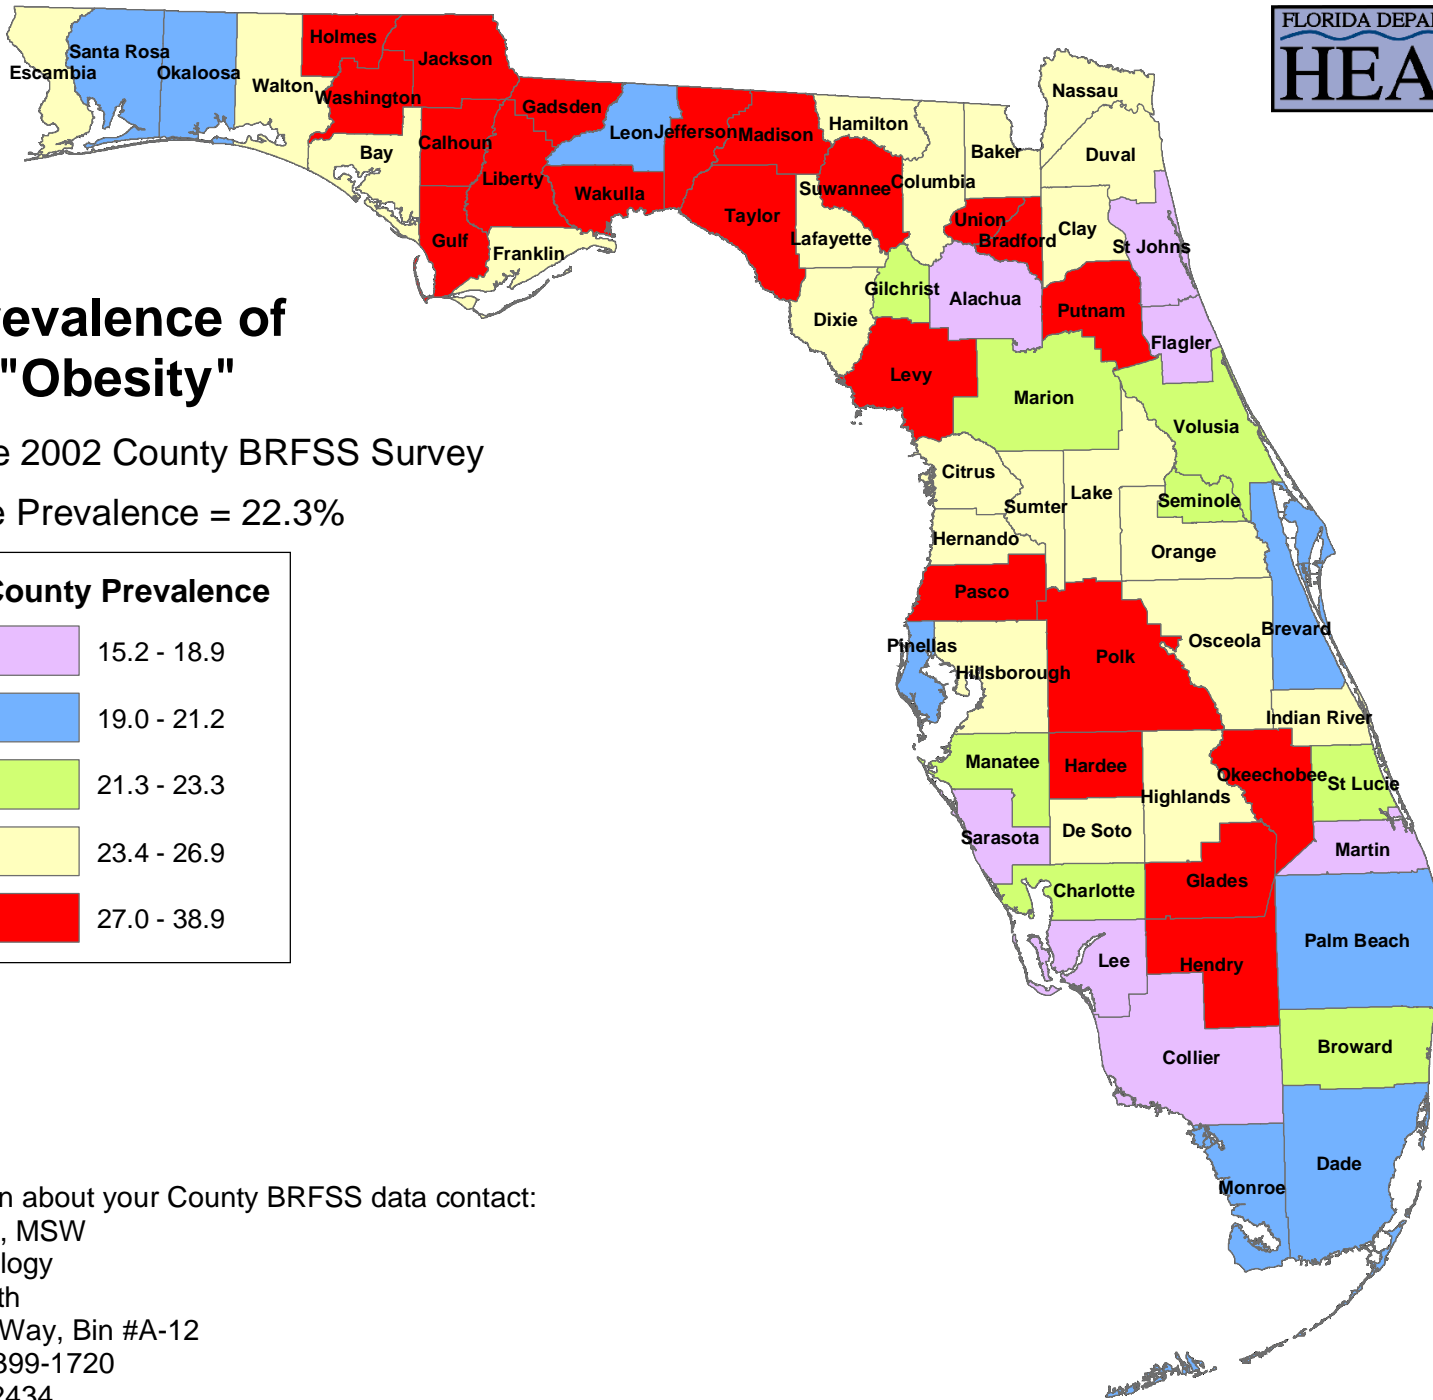 FLORIDA DEPA
HEA
Holmes
Jackson
Santa Rosa
Escambia
Okaloosa
Walton
Washington
Gadsden
Nassau
Calhoun
Leon
Jefferson
Madison
Hamilton
Bay
Baker
Duval
Liberty
Wakulla
Suwannee
Columbia
Taylor
Union
Bradford
Clay
St Johns
Gulf
Franklin
Lafayette
Gilchrist
Alachua
Putnam
Dixie
Flagler
evalence of
"Obesity"
Levy
Marion
Volusia
e 2002 County BRFSS Survey
Citrus
Sumter
Lake
Seminole
e Prevalence = 22.3%
Hernando
Orange
County Prevalence
15.2 - 18.9
19.0 - 21.2
21.3 - 23.3
23.4 - 26.9
27.0 - 38.9
Pasco
Pinellas
Hillsborough
Polk
Osceola
Brevard
Indian River
Manatee
Hardee
Highlands
Okeechobee
St Lucie
Sarasota
De Soto
Martin
Charlotte
Glades
Lee
Hendry
Palm Beach
Collier
Broward
Dade
Monroe
n about your County BRFSS data contact:
, MSW
logy
th
Way, Bin #A-12
399-1720
2434